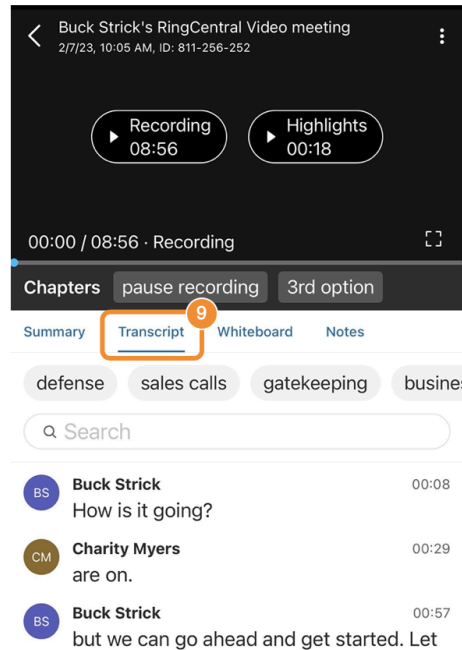 Buck Strick's RingCentral Video meeting
2/7/23, 10:05 AM, ID: 811-256-252
Recording
08:56
Highlights
00:18
00:00 / 08:56 · Recording
Chapters pause recording 3rd option
9
Summary Transcript Whiteboard Notes
defense sales calls gatekeeping busine
Search
BS Buck Strick 00:08
How is it going?
CM Charity Myers 00:29
are on.
BS Buck Strick 00:57
but we can go ahead and get started. Let